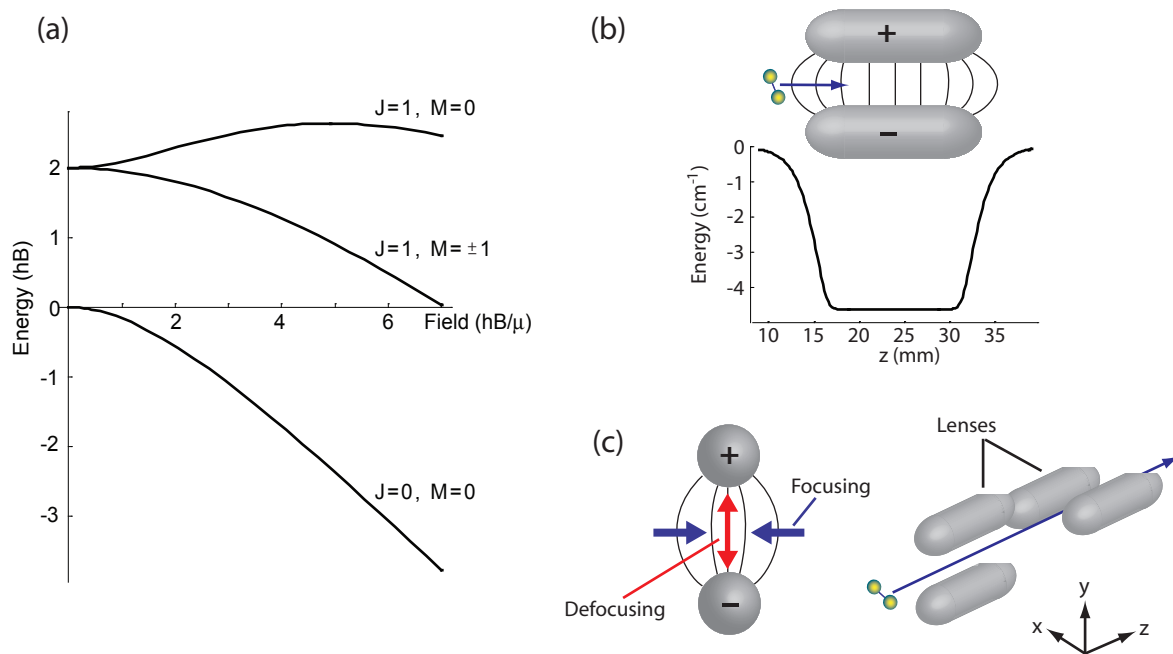 (a)
J=1, M=0
J=1, M=±1
J=0, M=0
Energy (hB)
2
1
0
-1
-2
-3
2
4
6
Field (hB/μ)
(b)
+
−
Energy (cm⁻¹)
0
-1
-2
-3
-4
10
15
20
25
30
35
z (mm)
(c)
+
−
Focusing
Defocusing
Lenses
x
y
z